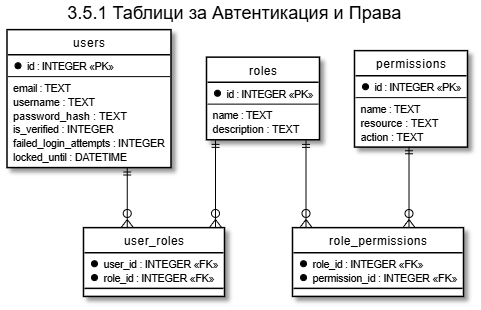 3.5.1 Таблици за Автентикация и Права
users
id : INTEGER «PK»
email : TEXT
username : TEXT
password_hash : TEXT
is_verified : INTEGER
failed_login_attempts : INTEGER
locked_until : DATETIME
roles
id : INTEGER «PK»
name : TEXT
description : TEXT
permissions
id : INTEGER «PK»
name : TEXT
resource : TEXT
action : TEXT
user_roles
user_id : INTEGER «FK»
role_id : INTEGER «FK»
role_permissions
role_id : INTEGER «FK»
permission_id : INTEGER «FK»